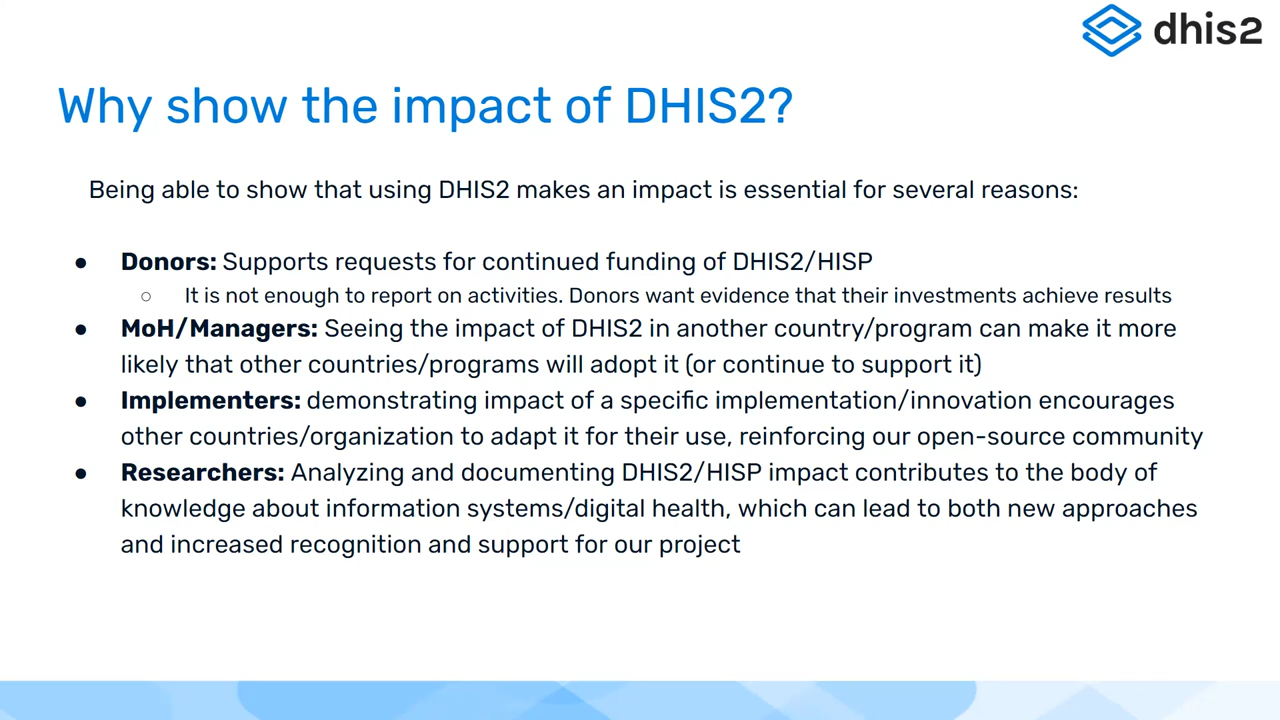 dhis2
Why show the impact of DHIS2?
Being able to show that using DHIS2 makes an impact is essential for several reasons:
● Donors: Supports requests for continued funding of DHIS2/HISP
○ It is not enough to report on activities. Donors want evidence that their investments achieve results
● MoH/Managers: Seeing the impact of DHIS2 in another country/program can make it more
likely that other countries/programs will adopt it (or continue to support it)
● Implementers: demonstrating impact of a specific implementation/innovation encourages
other countries/organization to adapt it for their use, reinforcing our open-source community
● Researchers: Analyzing and documenting DHIS2/HISP impact contributes to the body of
knowledge about information systems/digital health, which can lead to both new approaches
and increased recognition and support for our project